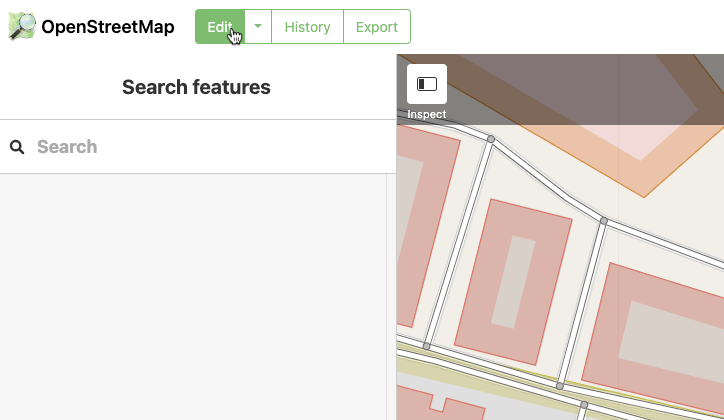 OpenStreetMap Edit History Export
Search features
Inspect
Search